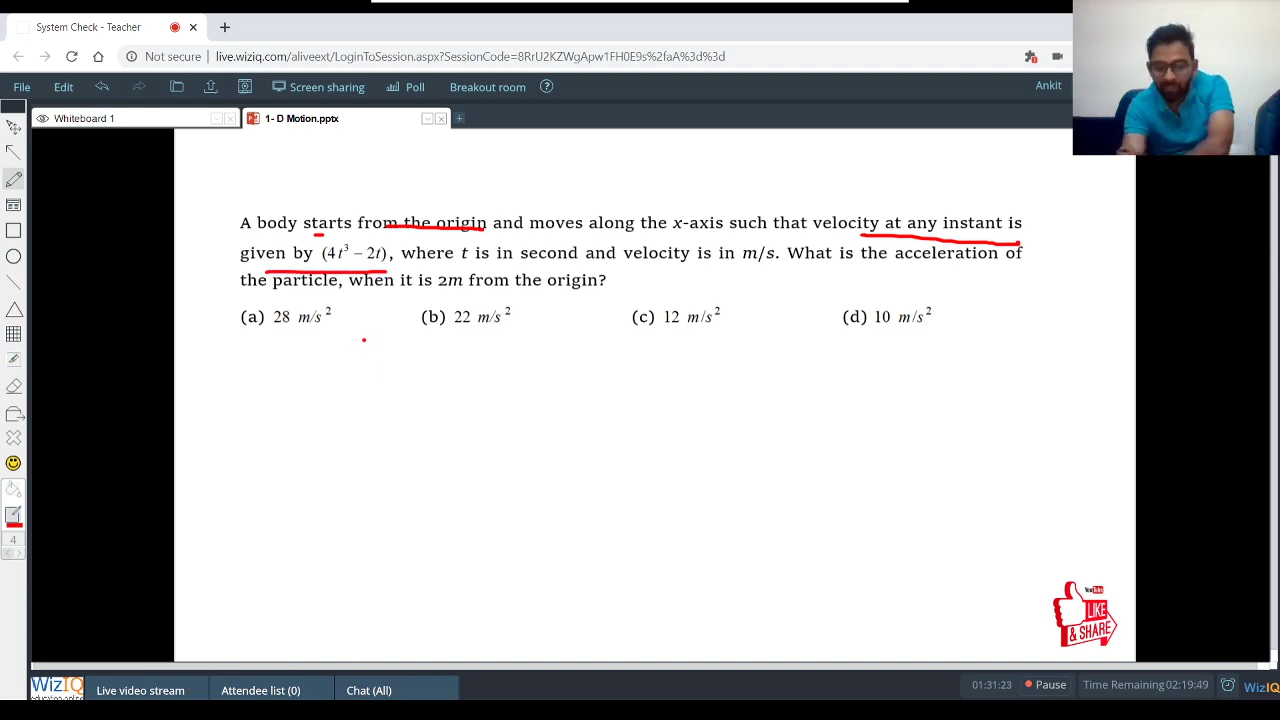 System Check - Teacher
Not secure | live.wiziq.com/aliveext/LoginToSession.aspx?SessionCode=8RrU2KZWgApw1FH0E9s%2faA%3d%3d
File Edit Screen sharing Poll Breakout room Ankit
Whiteboard 1 1- D Motion.pptx
A body starts from the origin and moves along the x-axis such that velocity at any instant is
given by (4t³ – 2t), where t is in second and velocity is in m/s. What is the acceleration of
the particle, when it is 2m from the origin?
(a) 28 m/s² (b) 22 m/s² (c) 12 m/s² (d) 10 m/s²
4
YouTube
LIKE
& SHARE
WizIQ
education.online
Live video stream Attendee list (0) Chat (All) 01:31:23 Pause Time Remaining 02:19:49 WizIQ